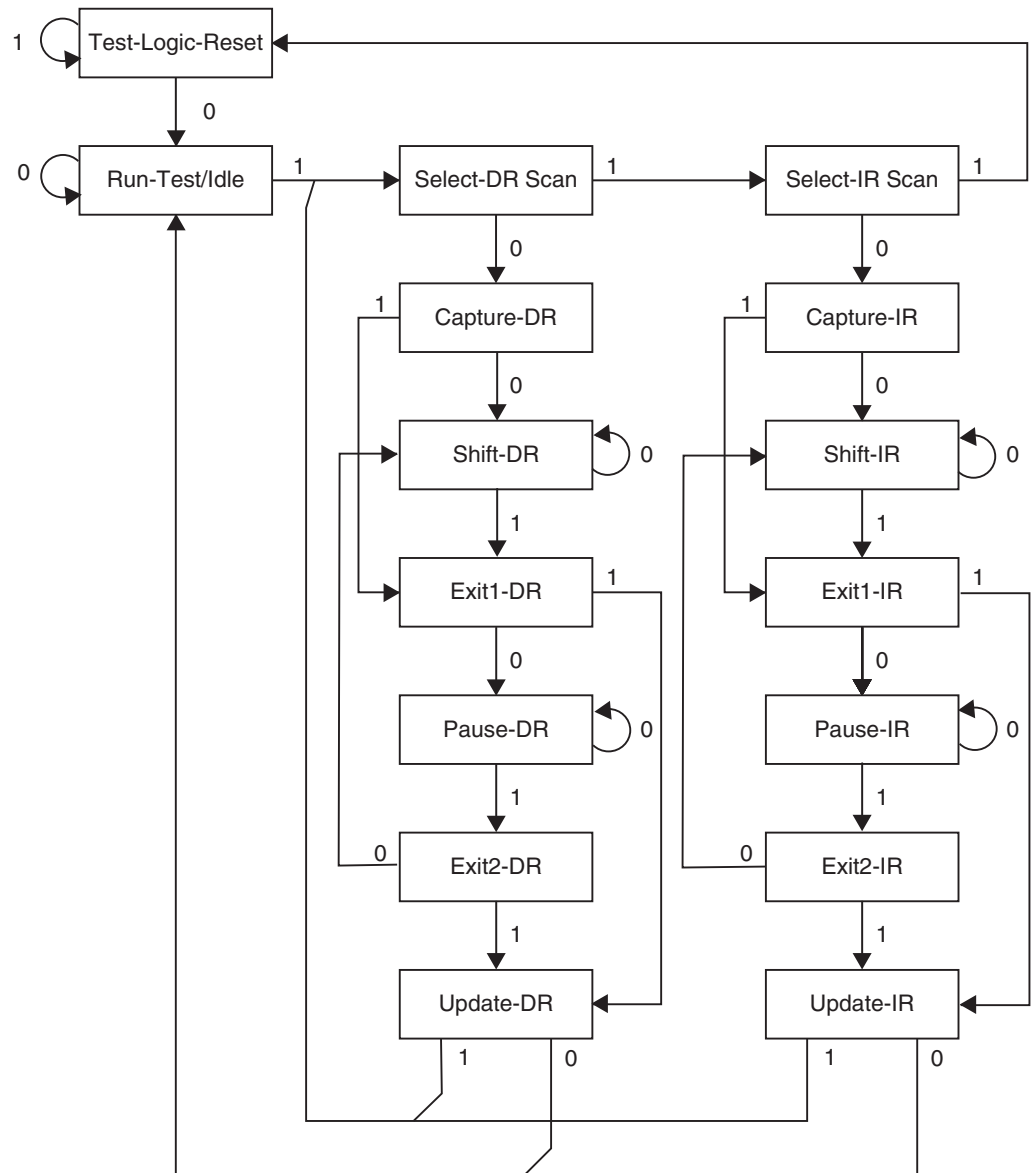 Test-Logic-Reset
1
0
Run-Test/Idle
0
1
Select-DR Scan
1
Select-IR Scan
1
0
0
1
Capture-DR
1
Capture-IR
0
0
Shift-DR
0
Shift-IR
0
1
1
Exit1-DR
1
Exit1-IR
1
0
0
Pause-DR
0
Pause-IR
0
1
1
0
Exit2-DR
0
Exit2-IR
1
1
Update-DR
Update-IR
1
0
1
0